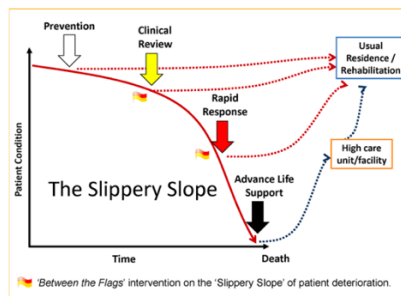 Prevention
Clinical
Review
Usual
Residence /
Rehabilitation
Rapid
Response
High care
unit/facility
Patient Condition
The Slippery Slope
Advance Life
Support
Time
Death
'Between the Flags' intervention on the 'Slippery Slope' of patient deterioration.